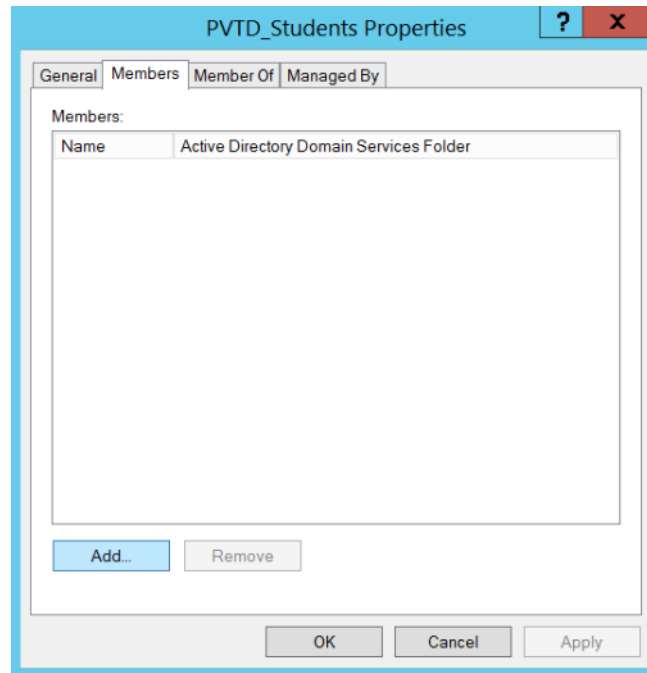 PVTD_Students Properties
? x
General Members Member Of Managed By
Members:
Name Active Directory Domain Services Folder
Add... Remove
OK Cancel Apply